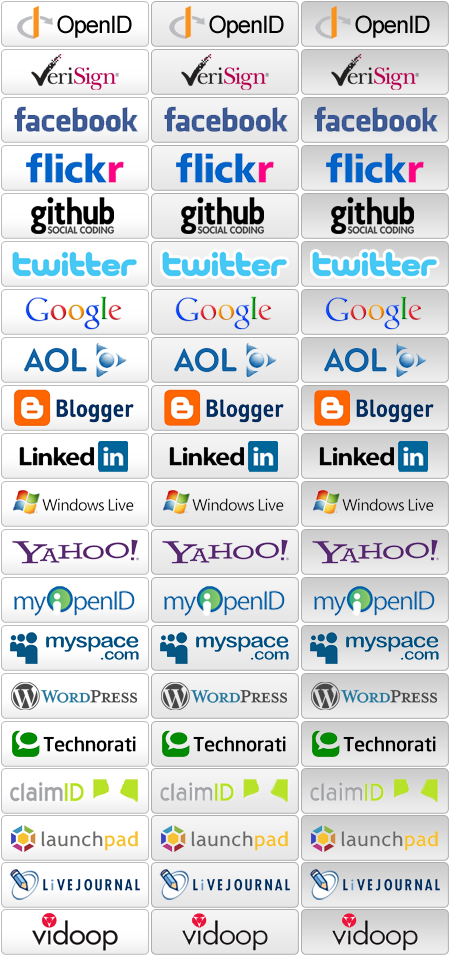 OpenID OpenID OpenID
VeriSign® VeriSign® VeriSign®
facebook facebook facebook
flickr flickr flickr
github github github
SOCIAL CODING SOCIAL CODING SOCIAL CODING
twitter twitter twitter
Google Google Google
AOL AOL AOL
Blogger Blogger Blogger
Linked in Linked in Linked in
Windows Live Windows Live Windows Live
YAHOO! YAHOO! YAHOO!
myOpenID myOpenID myOpenID
myspace myspace myspace
.com .com .com
WORDPRESS WORDPRESS WORDPRESS
Technorati Technorati Technorati
claimID claimID claimID
launchpad launchpad launchpad
LiVEJOURNAL LiVEJOURNAL LiVEJOURNAL
vidoop vidoop vidoop